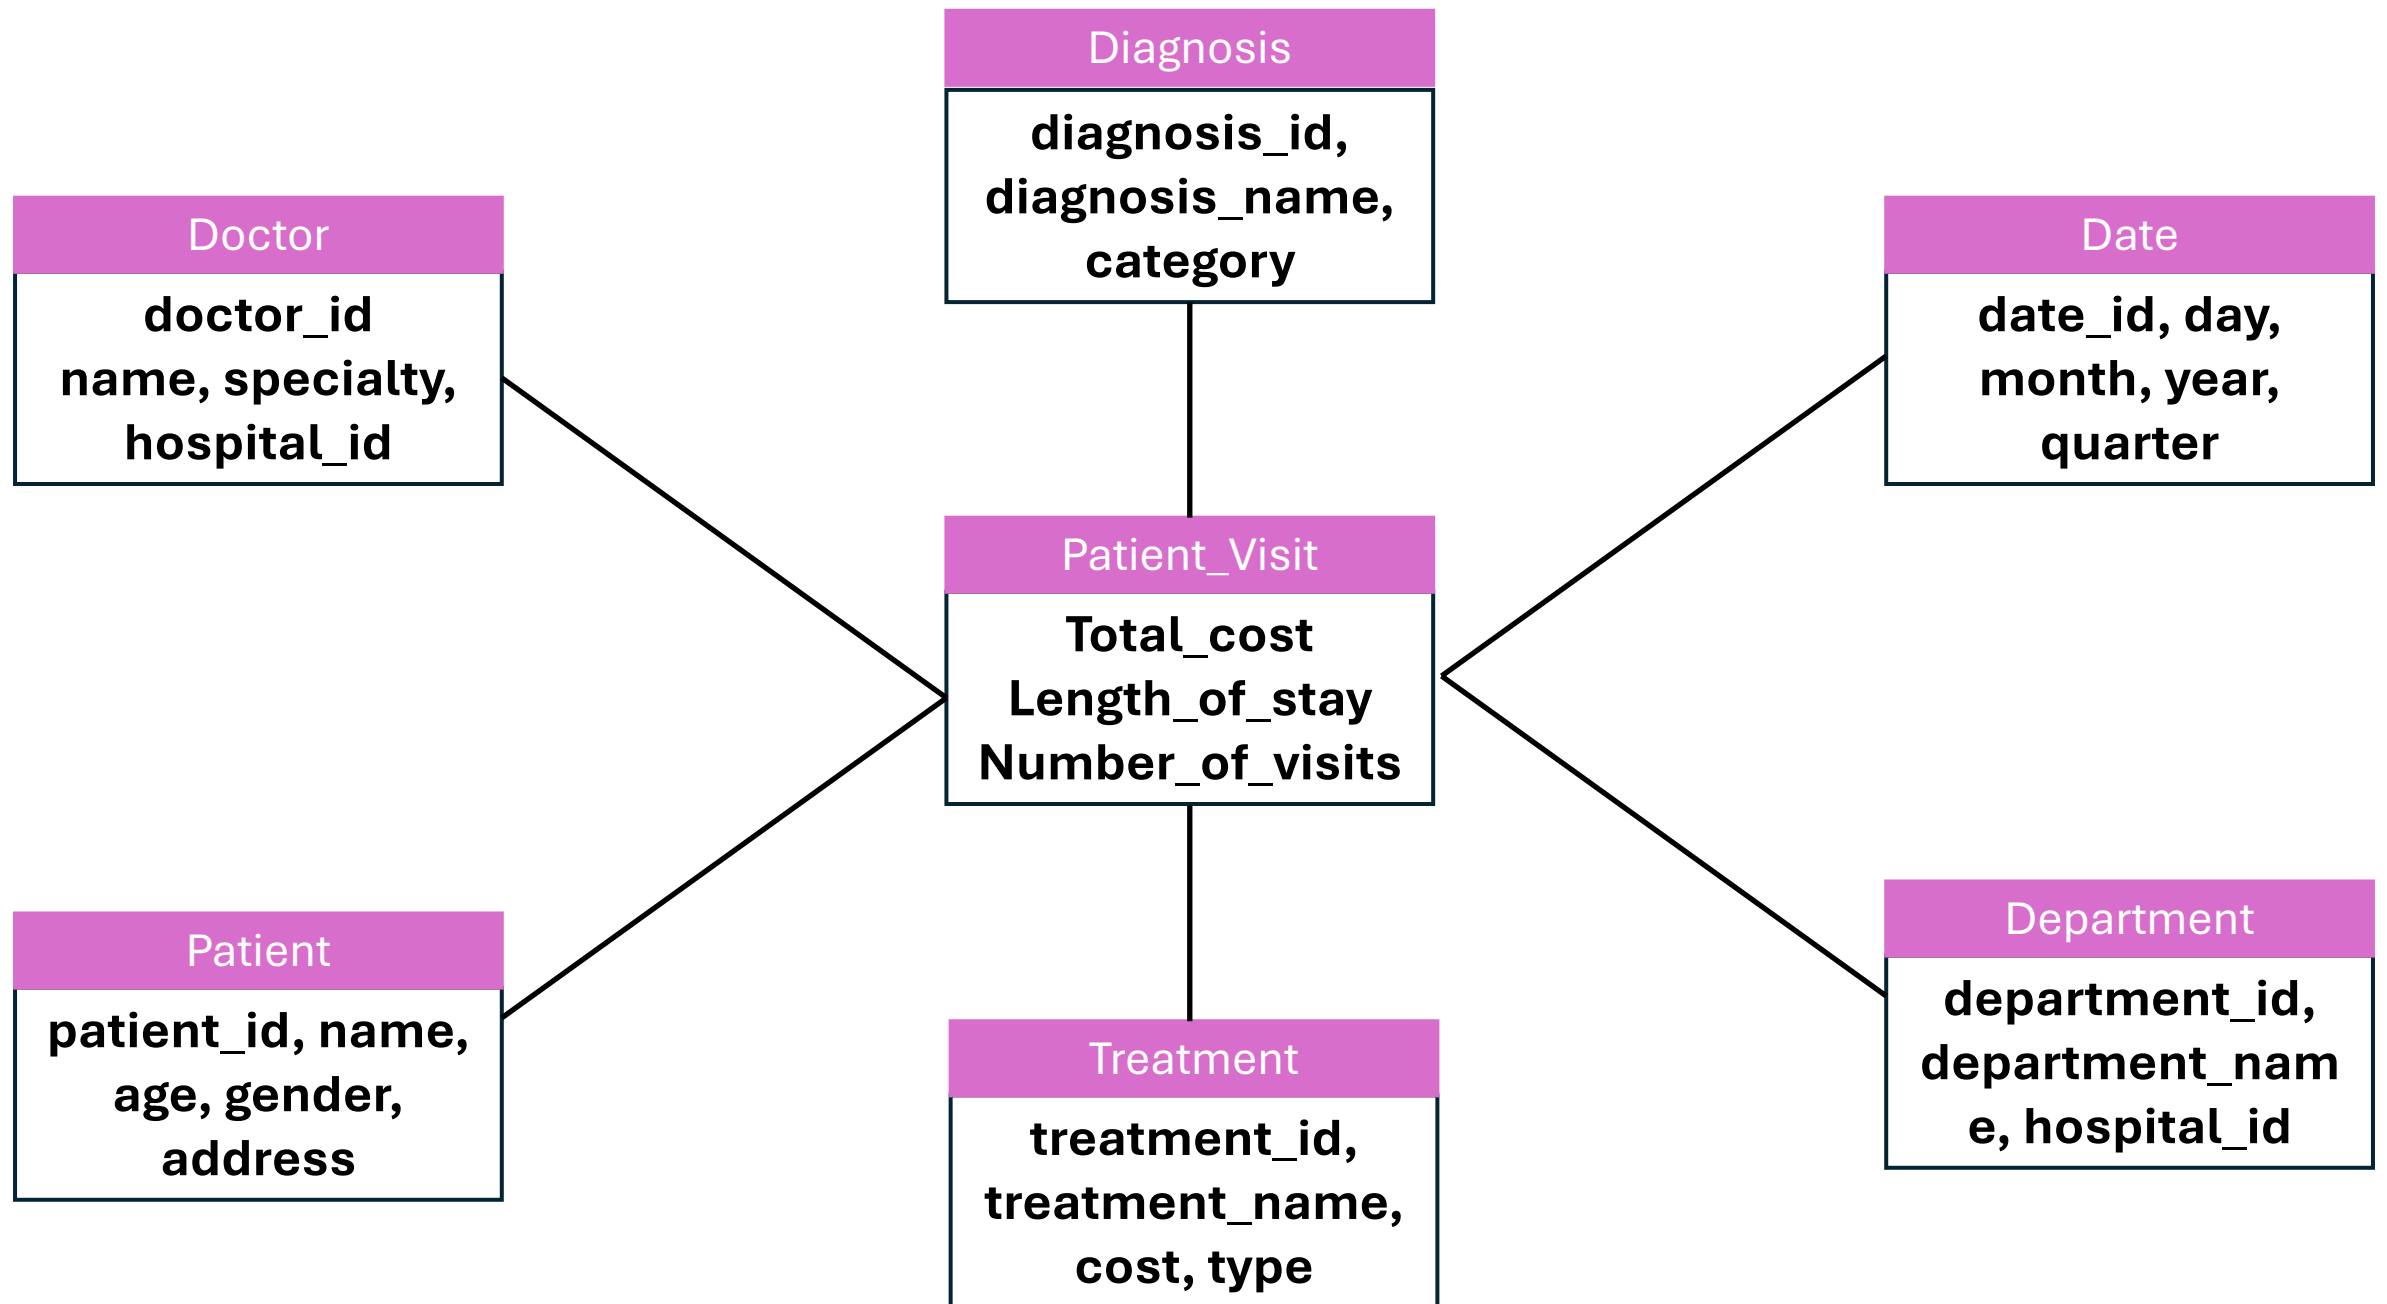 Diagnosis
diagnosis_id,
diagnosis_name,
category
Doctor
doctor_id
name, specialty,
hospital_id
Date
date_id, day,
month, year,
quarter
Patient_Visit
Total_cost
Length_of_stay
Number_of_visits
Patient
patient_id, name,
age, gender,
address
Treatment
treatment_id,
treatment_name,
cost, type
Department
department_id,
department_nam
e, hospital_id